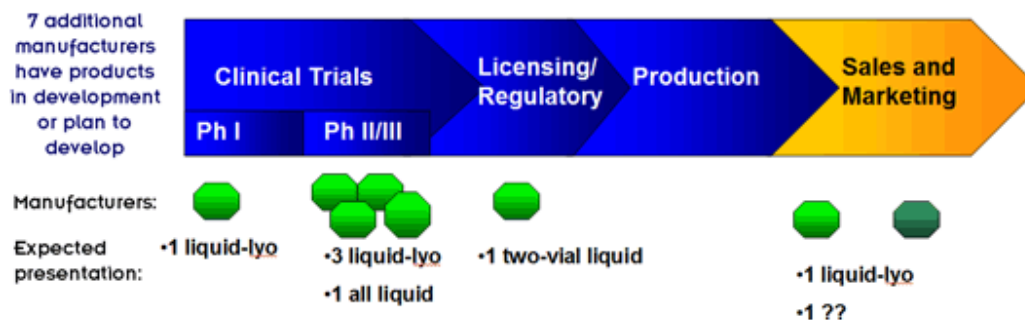 7 additional
manufacturers
have products
in development
or plan to
develop
Clinical Trials
Ph I
Ph II/III
Licensing/
Regulatory
Production
Sales and
Marketing
Manufacturers:
Expected
presentation:
•1 liquid-lyo
•3 liquid-lyo
•1 all liquid
•1 two-vial liquid
•1 liquid-lyo
•1 ??